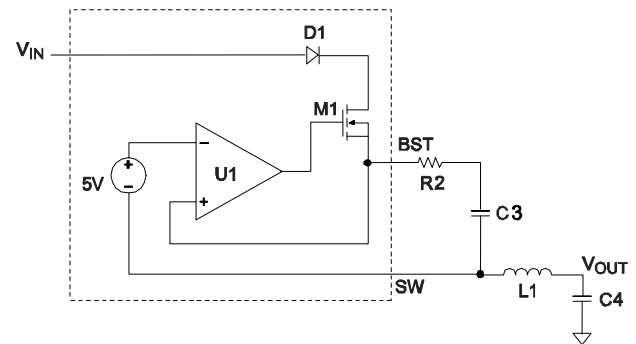 D1
VIN
M1
BST
−
U1
+
−
5V
+
R2
C3
SW
L1
VOUT
C4